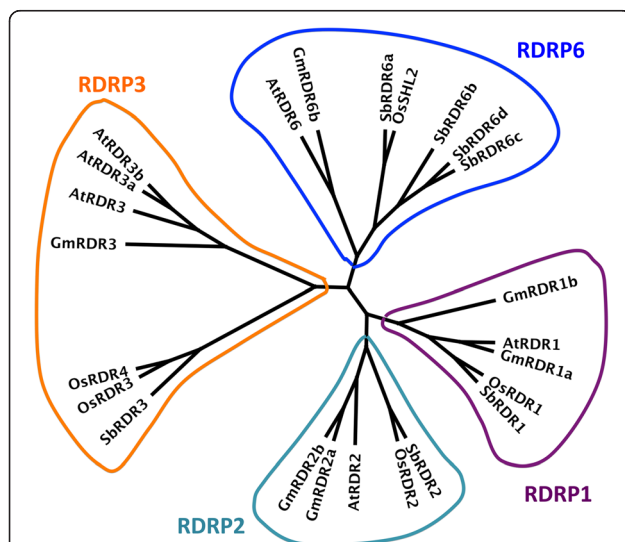 RDRP6
GmRDR6b
AtRDR6
SbRDR6a
OsSHL2
SbRDR6b
SbRDR6d
SbRDR6c
RDRP3
AtRDR3b
AtRDR3a
AtRDR3
GmRDR3
OsRDR4
OsRDR3
SbRDR3
GmRDR1b
AtRDR1
GmRDR1a
OsRDR1
SbRDR1
RDRP1
GmRDR2b
GmRDR2a
AtRDR2
SbRDR2
OsRDR2
RDRP2